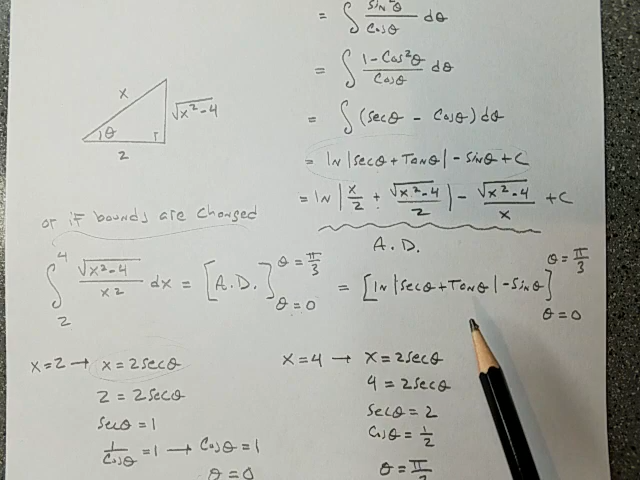 = ∫ sin²θ / cosθ dθ
= ∫ 1 - cos²θ / cosθ dθ
= ∫ (secθ - cosθ) dθ
= ln |secθ + tanθ| - sinθ + C
x
θ
√x²-4
2
= ln | x/2 + √x²-4 / 2 | - √x²-4 / x + C
or if bounds are changed
A.D.
∫₂⁴ √x²-4 / x² dx = [A.D.] θ = π/3 θ = 0 = [ln |secθ + tanθ| - sinθ] θ = π/3 θ = 0
x = 2 → x = 2secθ
2 = 2secθ
secθ = 1
1/cosθ = 1 → cosθ = 1
θ = 0
x = 4 → x = 2secθ
4 = 2secθ
secθ = 2
cosθ = 1/2
θ = π/3